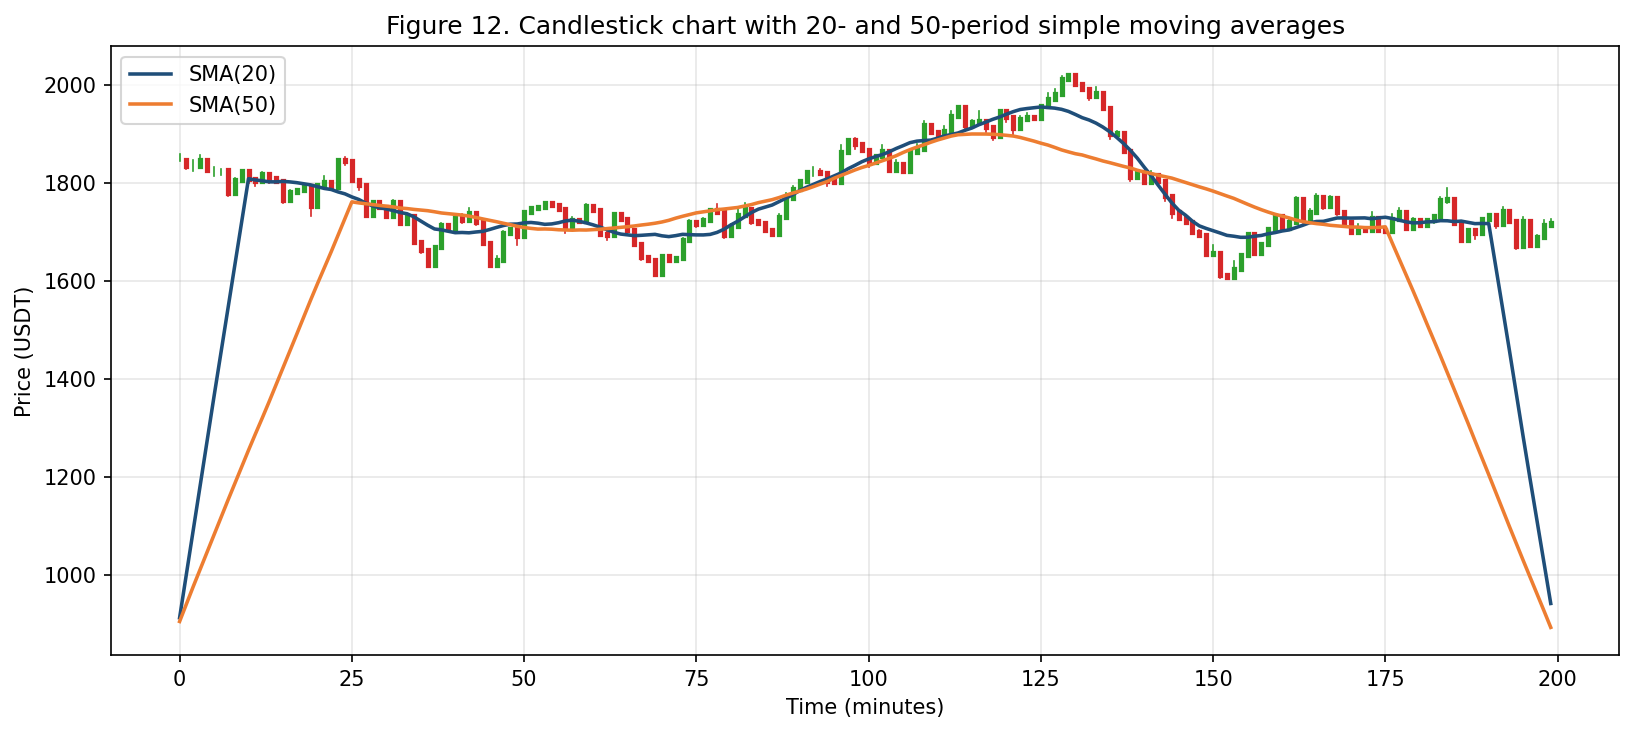 Figure 12. Candlestick chart with 20- and 50-period simple moving averages
SMA(20)
SMA(50)
Price (USDT)
2000
1800
1600
1400
1200
1000
0 25 50 75 100 125 150 175 200
Time (minutes)